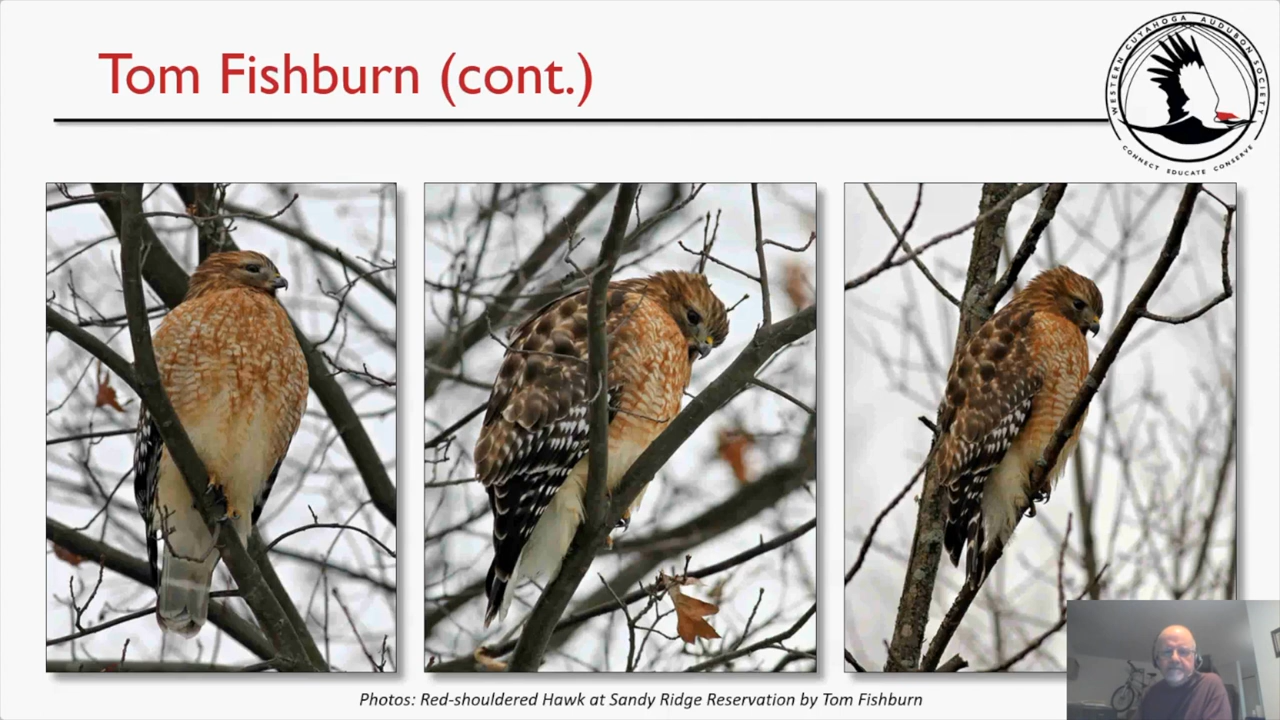 Tom Fishburn (cont.)
WESTERN CUYAHOGA AUDUBON SOCIETY
CONNECT EDUCATE CONSERVE
Photos: Red-shouldered Hawk at Sandy Ridge Reservation by Tom Fishburn